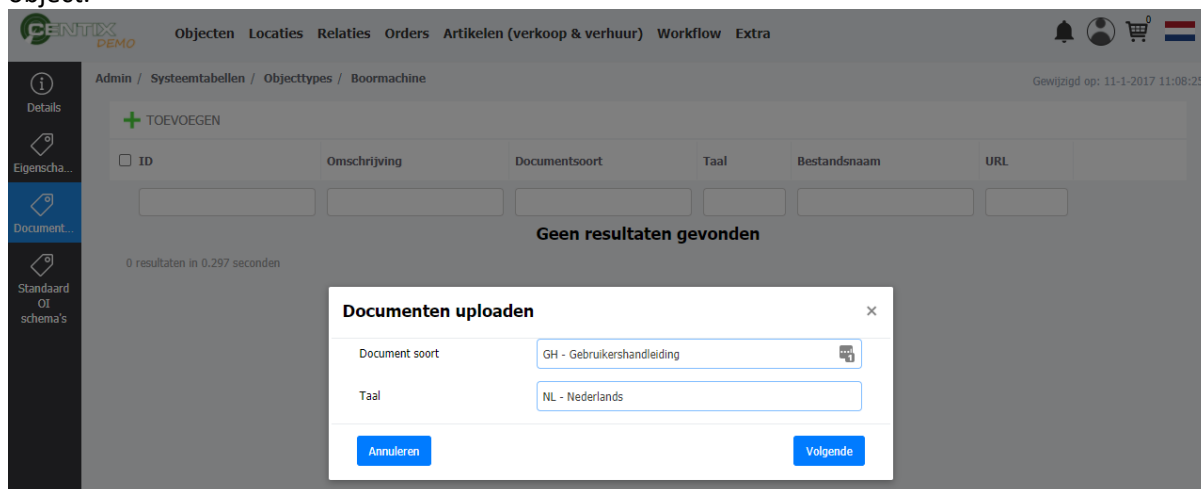 object.
CENTIX
DEMO
Objecten Locaties Relaties Orders Artikelen (verkoop & verhuur) Workflow Extra
0
Admin / Systeemtabellen / Objecttypes / Boormachine
Gewijzigd op: 11-1-2017 11:08:25
Details
Eigenscha...
Document...
Standaard
OI
schema's
TOEVOEGEN
ID Omschrijving Documentsoort Taal Bestandsnaam URL
Geen resultaten gevonden
0 resultaten in 0.297 seconden
Documenten uploaden ×
Document soort GH - Gebruikershandleiding
Taal NL - Nederlands
Annuleren Volgende